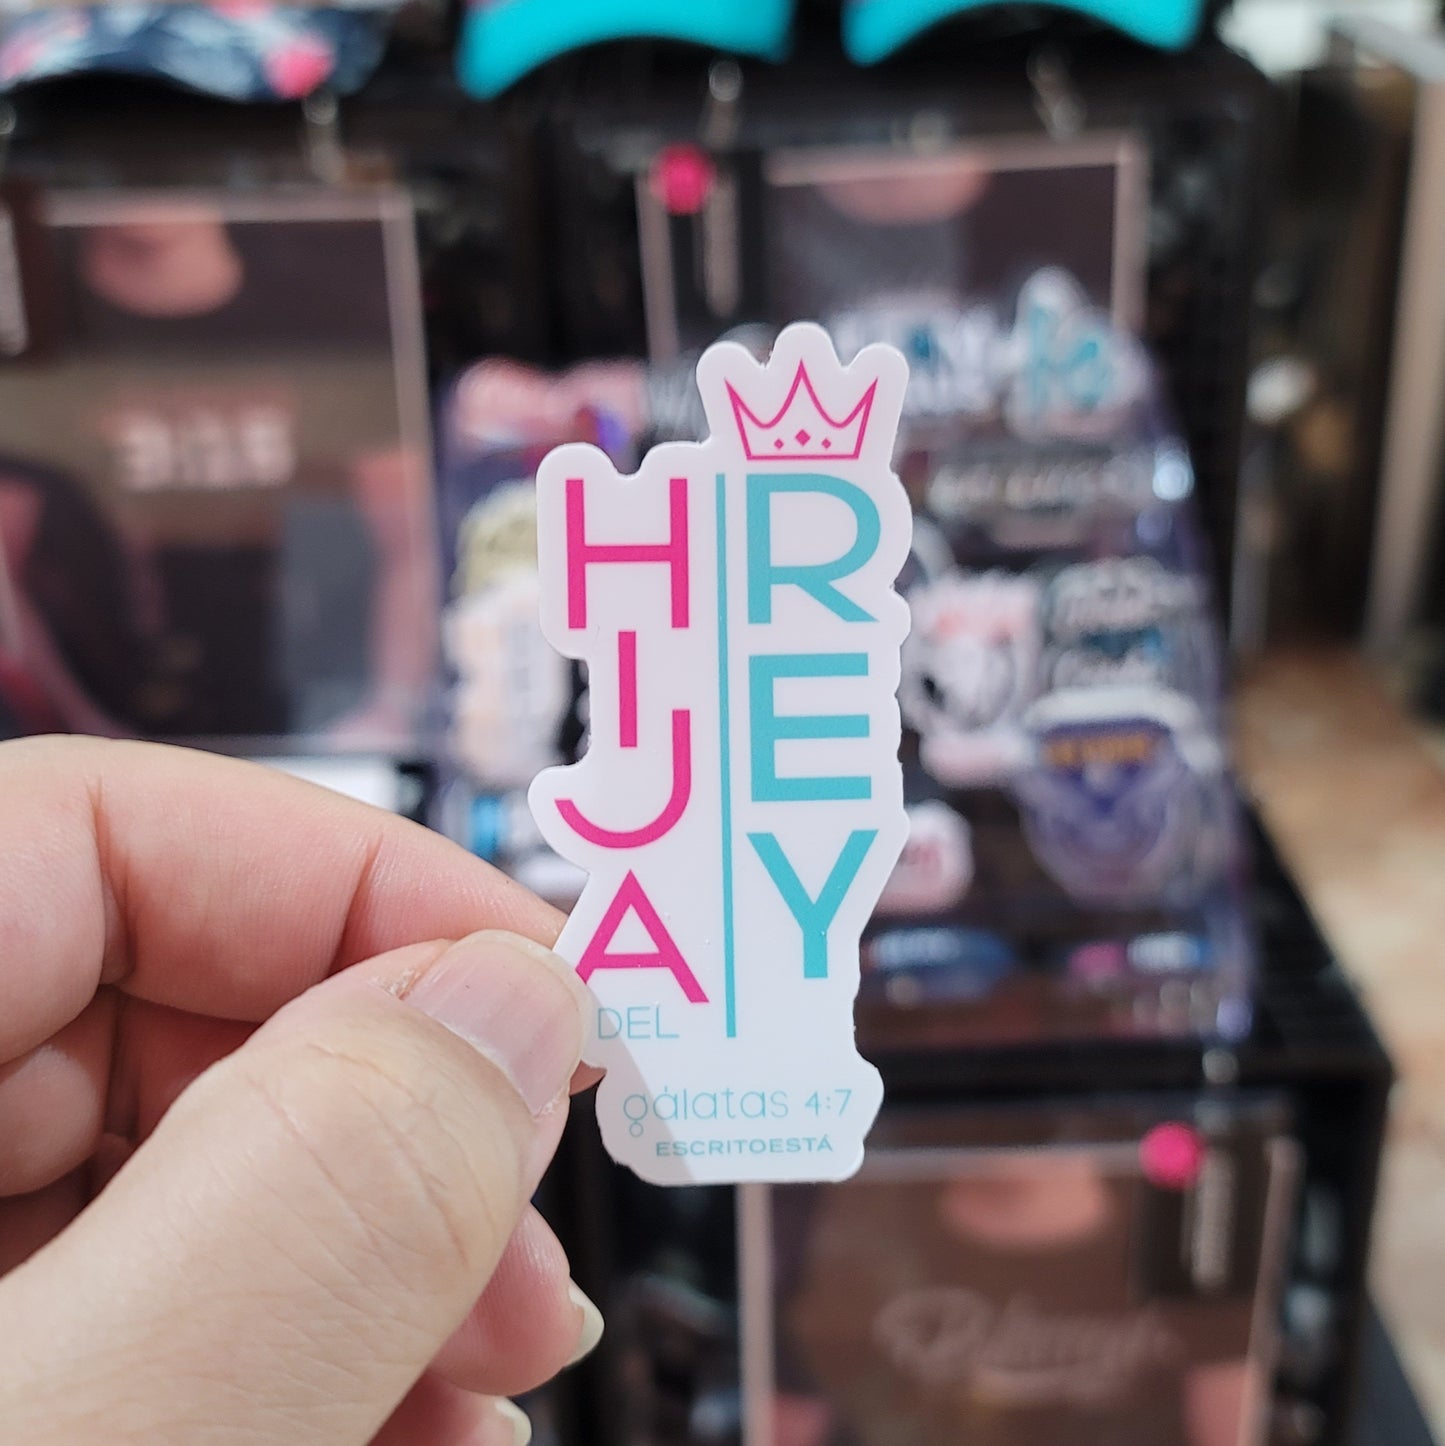 HIJA
DEL
REY
gálatas 4:7
ESCRITOESTÁ